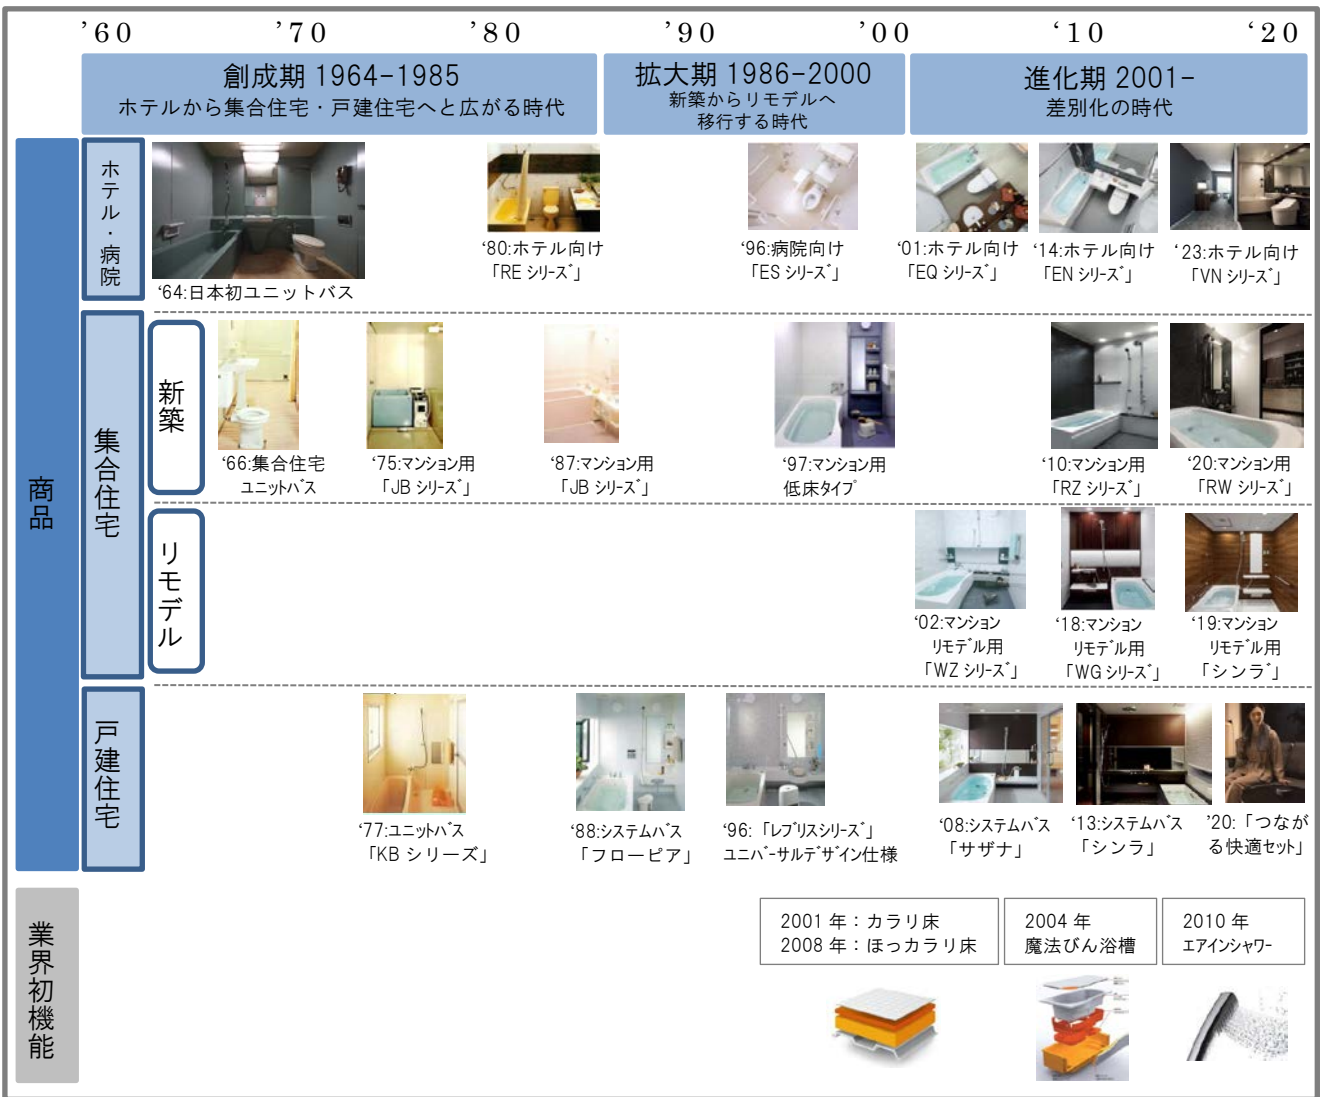 ’60 ’70 ’80 ’90 ’00 ‘10 ‘20
創成期 1964-1985
ホテルから集合住宅・戸建住宅へと広がる時代
拡大期 1986-2000
新築からリモデルへ
移行する時代
進化期 2001-
差別化の時代
商品
ホテル・病院
‘64:日本初ユニットバス
‘80:ホテル向け
「RE シリーズ」
‘96:病院向け
「ES シリーズ」
‘01:ホテル向け
「EQ シリーズ」
‘14:ホテル向け
「EN シリーズ」
‘23:ホテル向け
「VN シリーズ」
集合住宅
新築
‘66:集合住宅
ユニットバス
‘75:マンション用
「JB シリーズ」
‘87:マンション用
「JB シリーズ」
‘97:マンション用
低床タイプ
‘10:マンション用
「RZ シリーズ」
‘20:マンション用
「RW シリーズ」
リモデル
‘02:マンション
リモデル用
「WZ シリーズ」
‘18:マンション
リモデル用
「WG シリーズ」
‘19:マンション
リモデル用
「シンラ」
戸建住宅
‘77:ユニットバス
「KB シリーズ」
‘88:システムバス
「フローピア」
‘96:「レブリスシリーズ」
ユニバーサルデザイン仕様
‘08:システムバス
「サザナ」
‘13:システムバス
「シンラ」
’20:「つなが
る快適セット」
業界初機能
2001 年：カラリ床
2008 年：ほっカラリ床
2004 年
魔法びん浴槽
2010 年
エアインシャワー